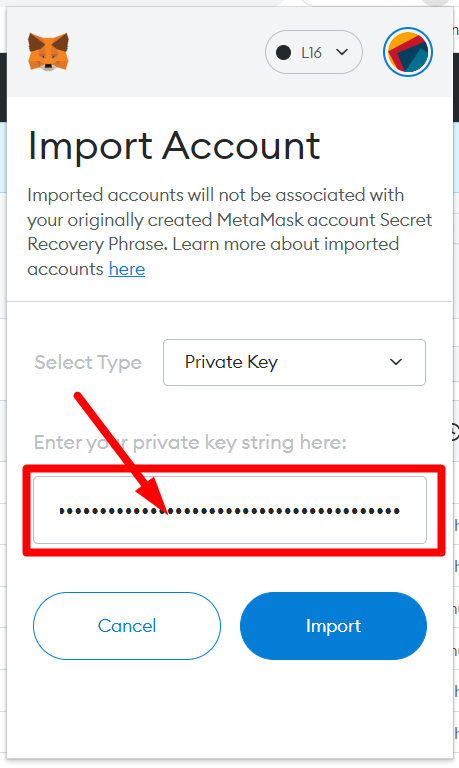 L16
Import Account
Imported accounts will not be associated with
your originally created MetaMask account Secret
Recovery Phrase. Learn more about imported
accounts here
Select Type
Private Key
Enter your private key string here:
Cancel
Import